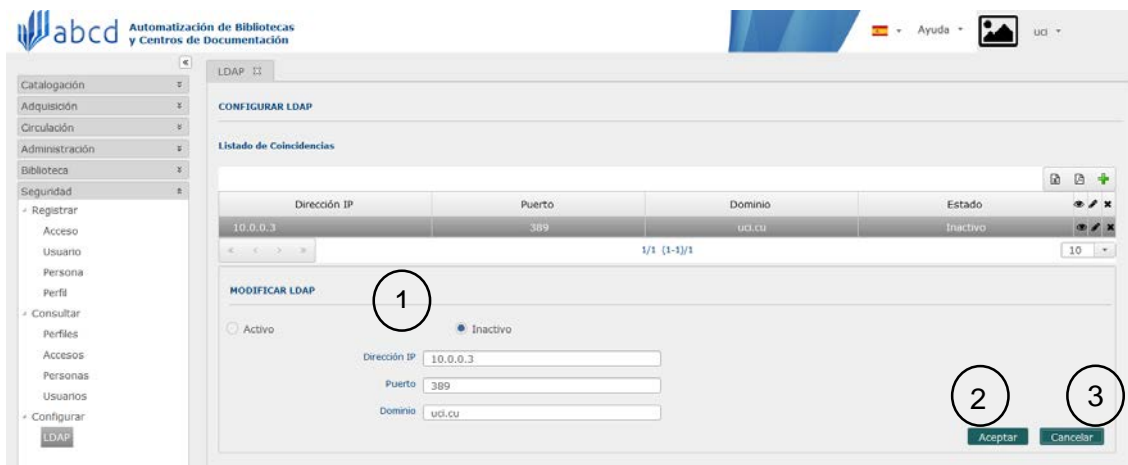 abcd Automatización de Bibliotecas
y Centros de Documentación
Ayuda
uci
LDAP
Catalogación
Adquisición
Circulación
Administración
Biblioteca
Seguridad
Registrar
Acceso
Usuario
Persona
Perfil
Consultar
Perfiles
Accesos
Personas
Usuarios
Configurar
LDAP
CONFIGURAR LDAP
Listado de Coincidencias
Dirección IP Puerto Dominio Estado
10.0.0.3 389 uci.cu Inactivo
1/1 (1-1)/1 10
MODIFICAR LDAP
1
Activo Inactivo
Dirección IP 10.0.0.3
Puerto 389
Dominio uci.cu
2 3
Aceptar Cancelar